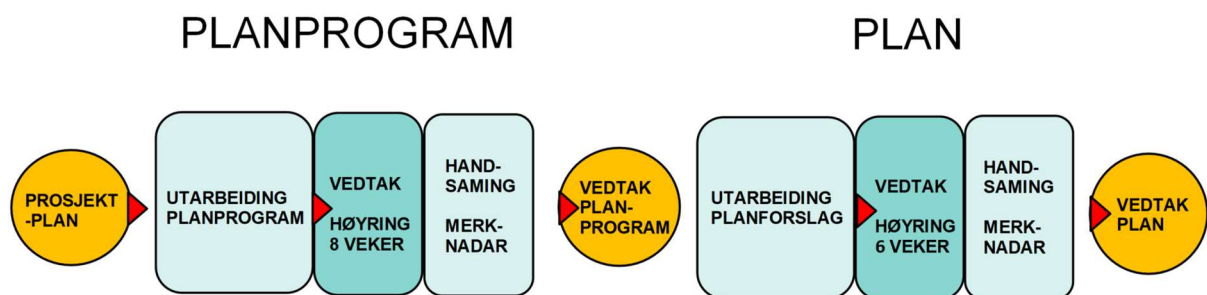 PLANPROGRAM
PLAN
PROSJEKT
-PLAN
UTARBEIDING
PLANPROGRAM
VEDTAK
HØYRING
8 VEKER
HAND-
SAMING
MERK-
NADAR
VEDTAK
PLAN-
PROGRAM
UTARBEIDING
PLANFORSLAG
VEDTAK
HØYRING
6 VEKER
HAND-
SAMING
MERK-
NADAR
VEDTAK
PLAN